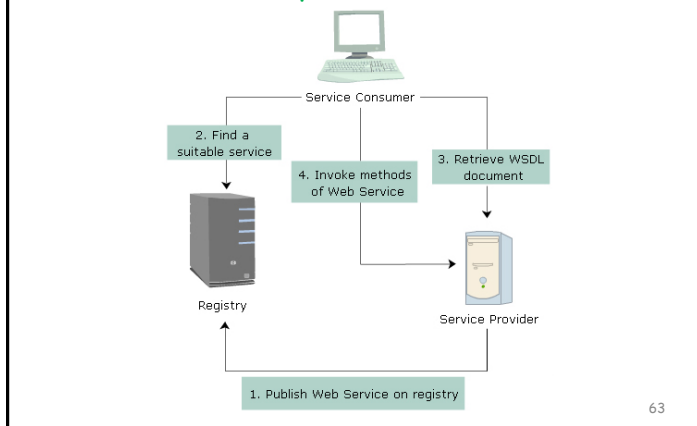 Service Consumer
2. Find a
suitable service
3. Retrieve WSDL
document
4. Invoke methods
of Web Service
Registry
Service Provider
1. Publish Web Service on registry
63